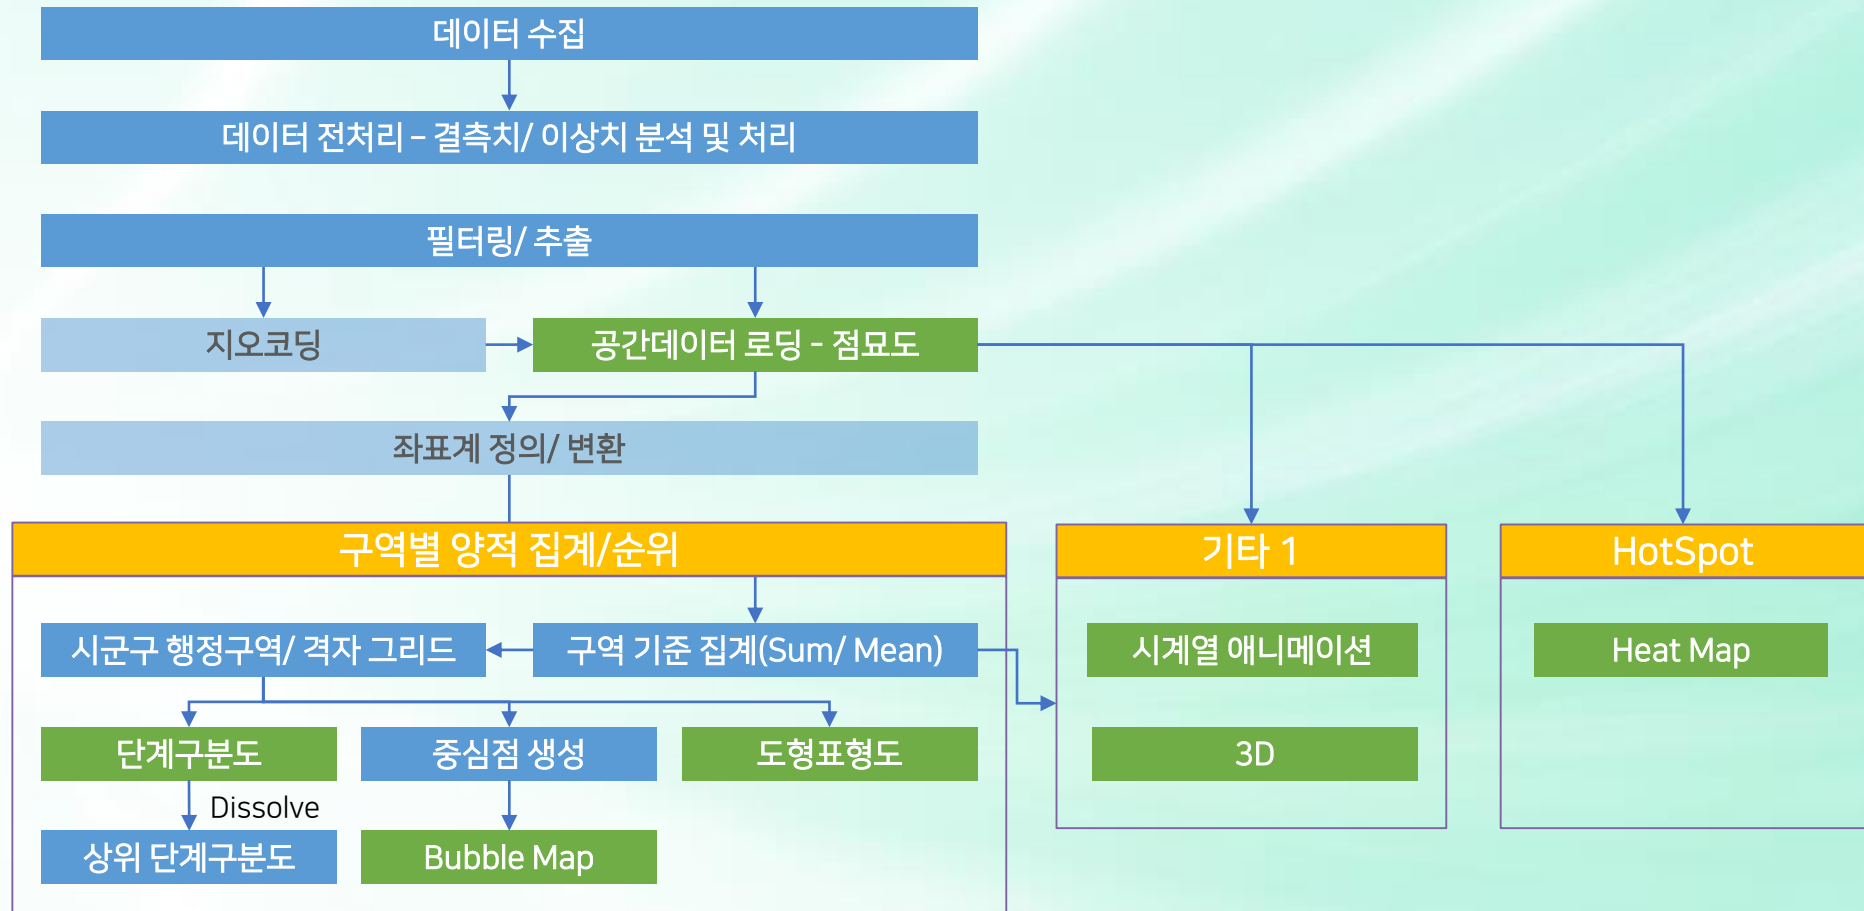 데이터 수집
데이터 전처리 – 결측치/ 이상치 분석 및 처리
필터링/ 추출
지오코딩
공간데이터 로딩 - 점묘도
좌표계 정의/ 변환
구역별 양적 집계/순위
기타 1
HotSpot
시군구 행정구역/ 격자 그리드
구역 기준 집계(Sum/ Mean)
시계열 애니메이션
Heat Map
단계구분도
중심점 생성
도형표형도
3D
Dissolve
상위 단계구분도
Bubble Map